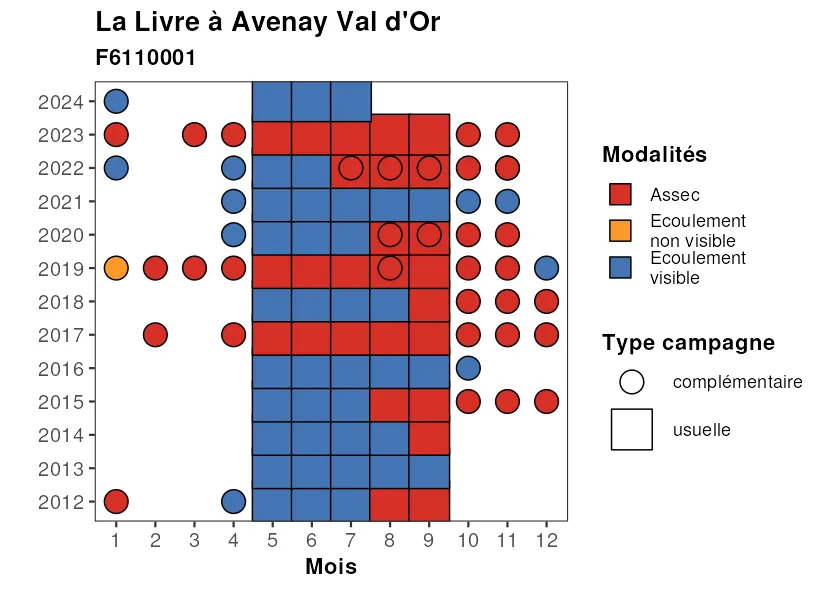 La Livre à Avenay Val d'Or
F6110001
2024
2023
2022
2021
2020
2019
2018
2017
2016
2015
2014
2013
2012
1 2 3 4 5 6 7 8 9 10 11 12
Mois
Modalités
Assec
Ecoulement
non visible
Ecoulement
visible
Type campagne
complémentaire
usuelle